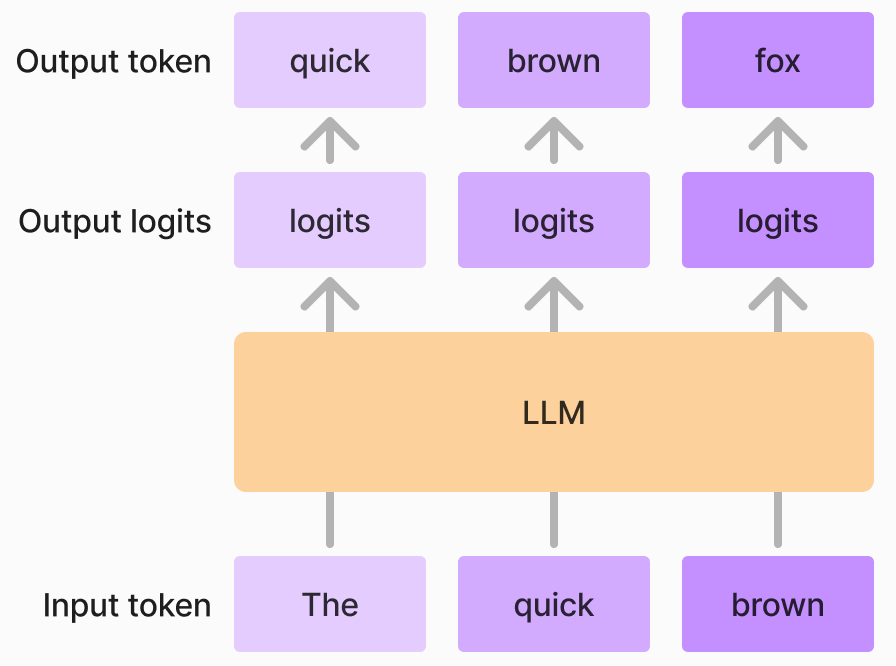 Output token quick brown fox
Output logits logits logits logits
LLM
Input token The quick brown